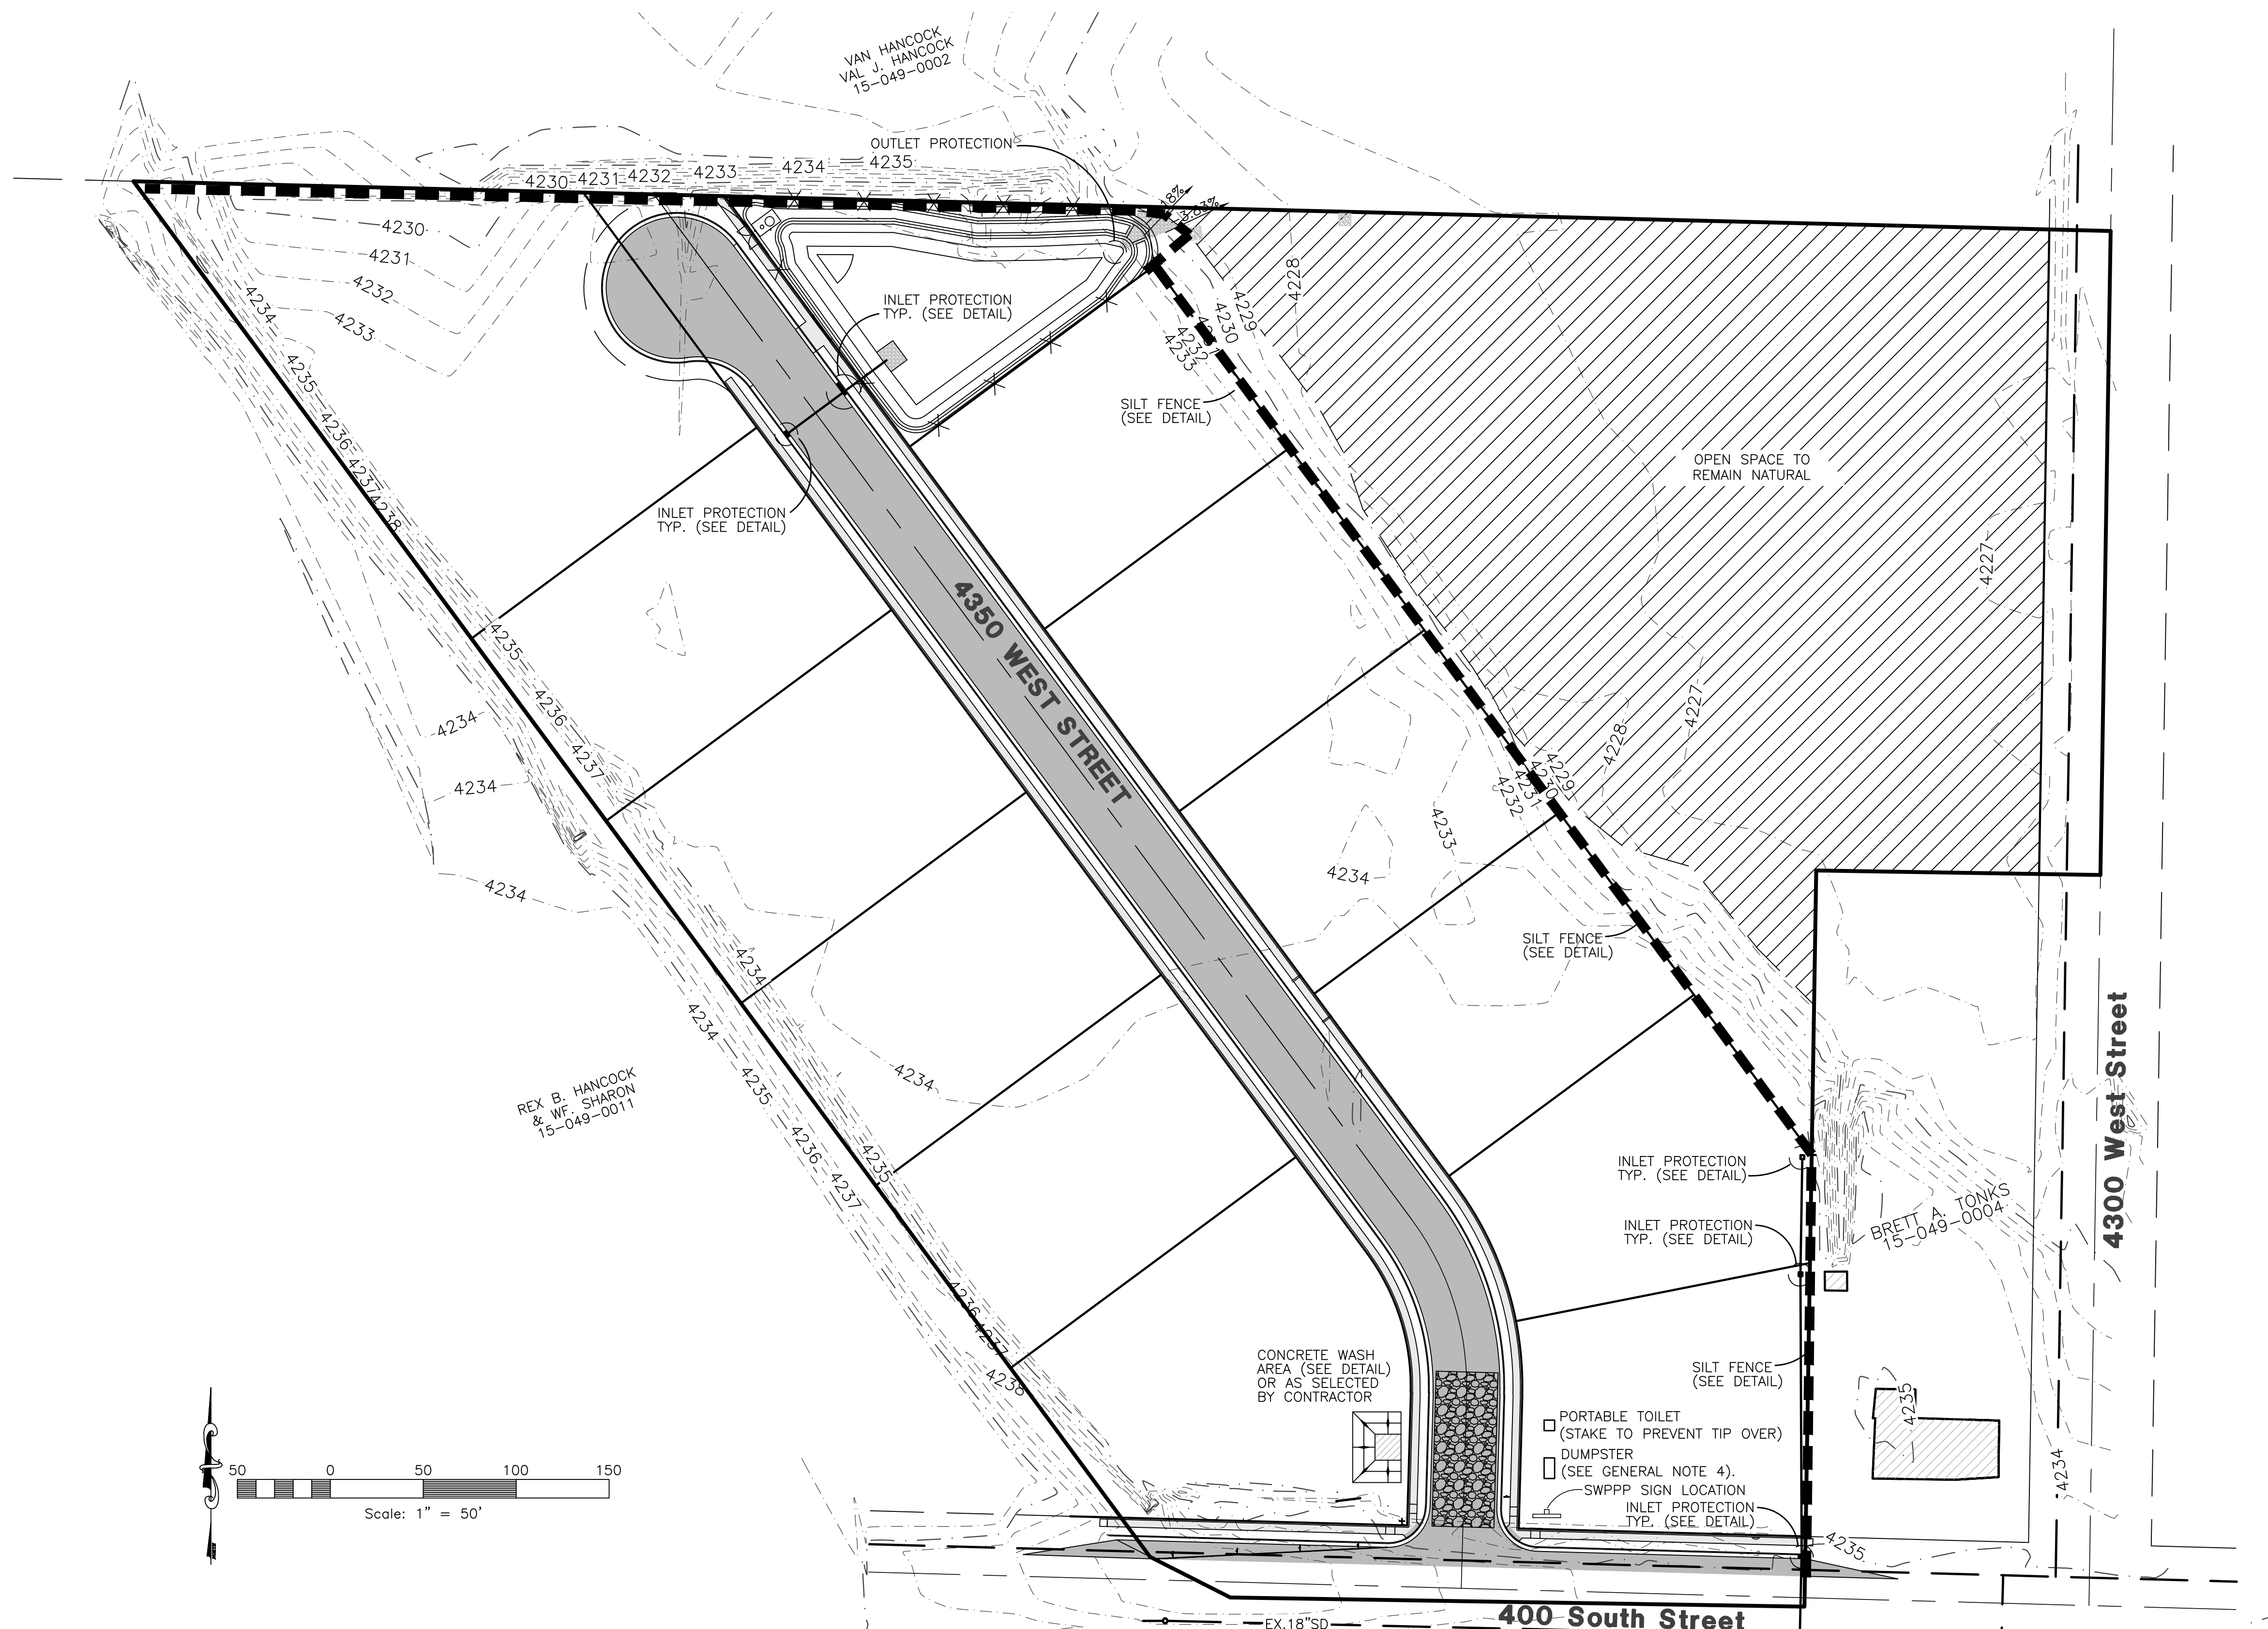 VAN HANCOCK
VAL J. HANCOCK
15-049-0002
OUTLET PROTECTION
4230
4231
4232
4233
4234
4235
3.63%
4230
4231
4232
4233
4234
4235
4236
4237
4238
INLET PROTECTION
TYP. (SEE DETAIL)
4228
4229
4230
4232
4233
SILT FENCE
(SEE DETAIL)
OPEN SPACE TO
REMAIN NATURAL
INLET PROTECTION
TYP. (SEE DETAIL)
4227
4350 WEST STREET
4235
4236
4237
4234
4234
4234
4227
4228
4229
4230
4231
4232
4233
4234
SILT FENCE
(SEE DETAIL)
4234
4234
4235
4236
4237
4234
4235
REX B. HANCOCK
& WF. SHARON
15-049-0011
4300 West Street
INLET PROTECTION
TYP. (SEE DETAIL)
BRETT A. TONKS
15-049-0004
INLET PROTECTION
TYP. (SEE DETAIL)
4236
4237
4238
CONCRETE WASH
AREA (SEE DETAIL)
OR AS SELECTED
BY CONTRACTOR
SILT FENCE
(SEE DETAIL)
4235
PORTABLE TOILET
(STAKE TO PREVENT TIP OVER)
DUMPSTER
(SEE GENERAL NOTE 4).
SWPPP SIGN LOCATION
INLET PROTECTION
TYP. (SEE DETAIL)
4234
4235
50 0 50 100 150
Scale: 1" = 50'
EX.18"SD
400 South Street